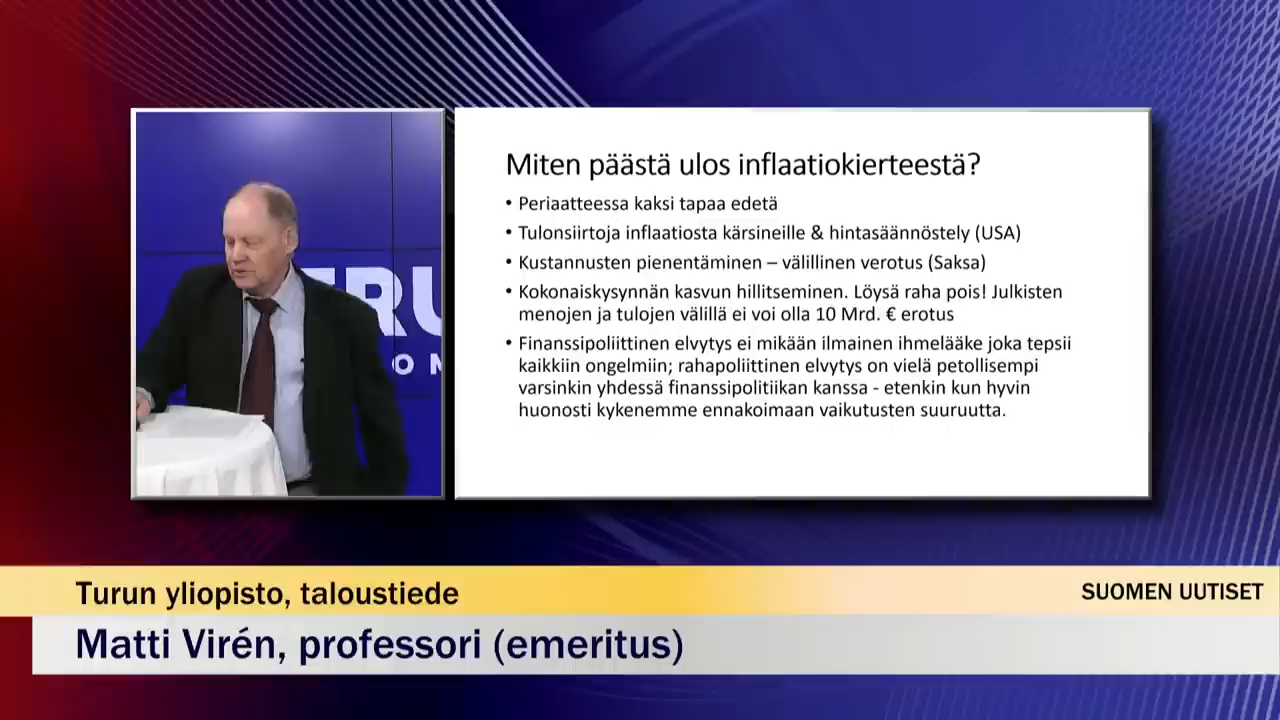 Miten päästä ulos inflaatiokierteestä?
• Periaatteessa kaksi tapaa edetä
• Tulonsiirtoja inflaatiosta kärsineille & hintasäännöstely (USA)
• Kustannusten pienentäminen – välillinen verotus (Saksa)
• Kokonaiskysynnän kasvun hillitseminen. Löysä raha pois! Julkisten
menojen ja tulojen välillä ei voi olla 10 Mrd. € erotus
• Finanssipoliittinen elvytys ei mikään ilmainen ihmelääke joka tepsii
kaikkiin ongelmiin; rahapoliittinen elvytys on vielä petollisempi
varsinkin yhdessä finanssipolitiikan kanssa - etenkin kun hyvin
huonosti kykenemme ennakoimaan vaikutusten suuruutta.
RU
O
Turun yliopisto, taloustiede
SUOMEN UUTISET
Matti Virén, professori (emeritus)